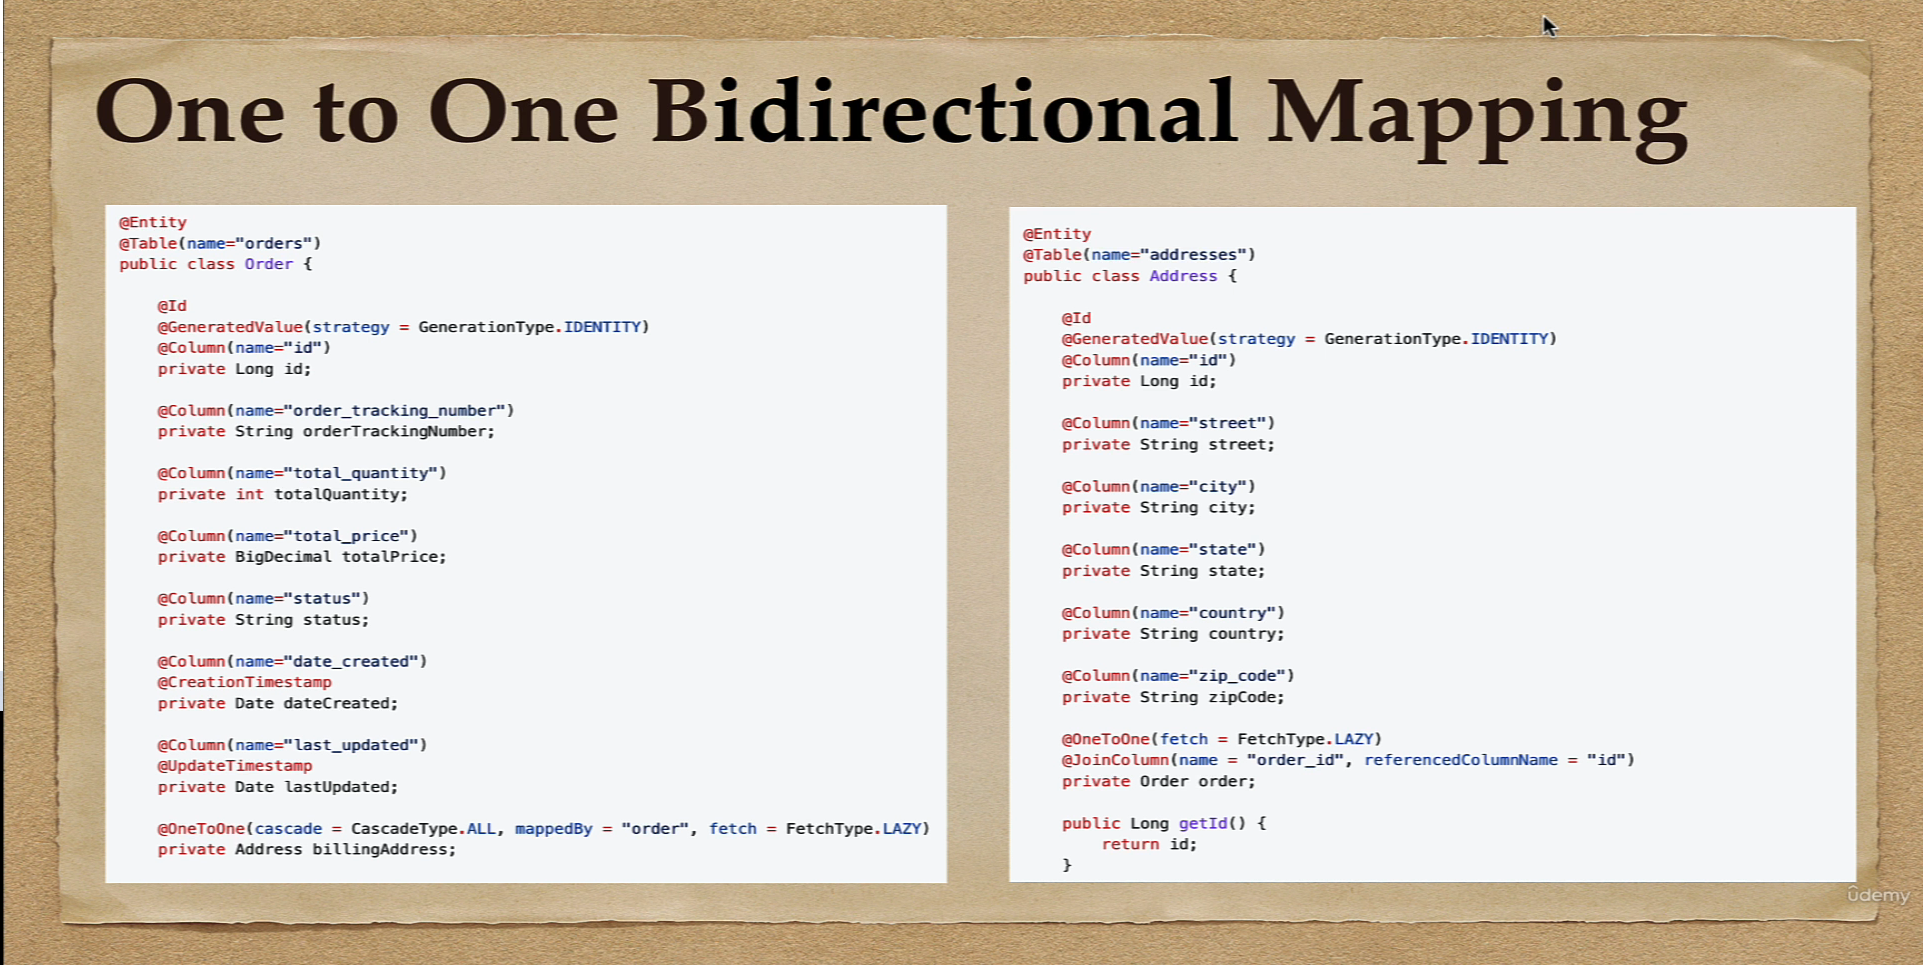 One to One Bidirectional Mapping
@Entity
@Table(name="orders")
public class Order {
@Id
@GeneratedValue(strategy = GenerationType.IDENTITY)
@Column(name="id")
private Long id;
@Column(name="order_tracking_number")
private String orderTrackingNumber;
@Column(name="total_quantity")
private int totalQuantity;
@Column(name="total_price")
private BigDecimal totalPrice;
@Column(name="status")
private String status;
@Column(name="date_created")
@CreationTimestamp
private Date dateCreated;
@Column(name="last_updated")
@UpdateTimestamp
private Date lastUpdated;
@OneToOne(cascade = CascadeType.ALL, mappedBy = "order", fetch = FetchType.LAZY)
private Address billingAddress;
@Entity
@Table(name="addresses")
public class Address {
@Id
@GeneratedValue(strategy = GenerationType.IDENTITY)
@Column(name="id")
private Long id;
@Column(name="street")
private String street;
@Column(name="city")
private String city;
@Column(name="state")
private String state;
@Column(name="country")
private String country;
@Column(name="zip_code")
private String zipCode;
@OneToOne(fetch = FetchType.LAZY)
@JoinColumn(name = "order_id", referencedColumnName = "id")
private Order order;
public Long getId() {
return id;
}
ûdemy